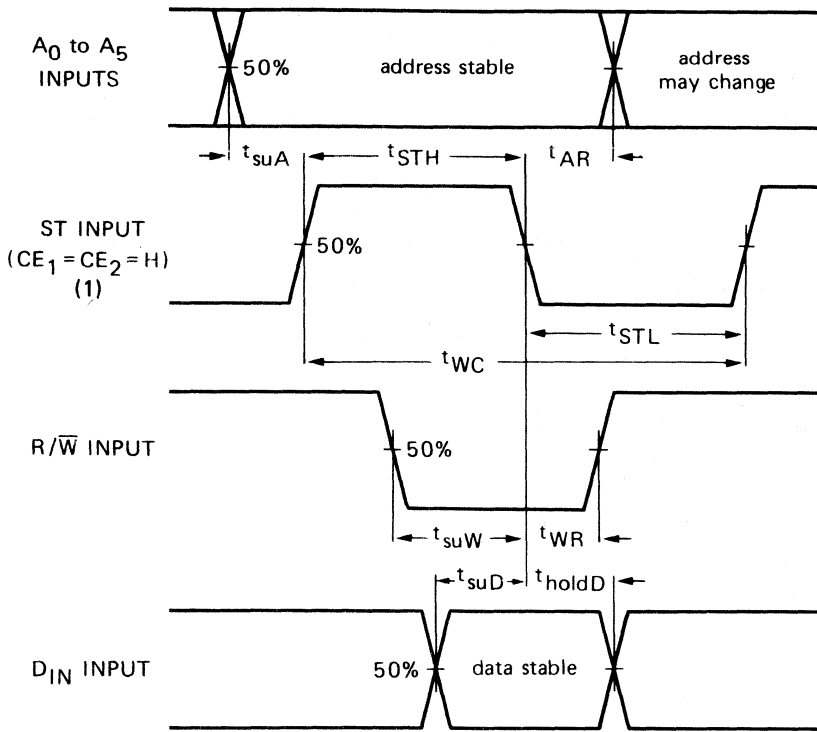 A0 to A5
INPUTS
50%
address stable
address
may change
tsuA
tSTH
tAR
ST INPUT
(CE1 = CE2 = H)
(1)
50%
tSTL
tWC
R/W̅ INPUT
50%
tsuW
tWR
tsuD
tholdD
DIN INPUT
50%
data stable